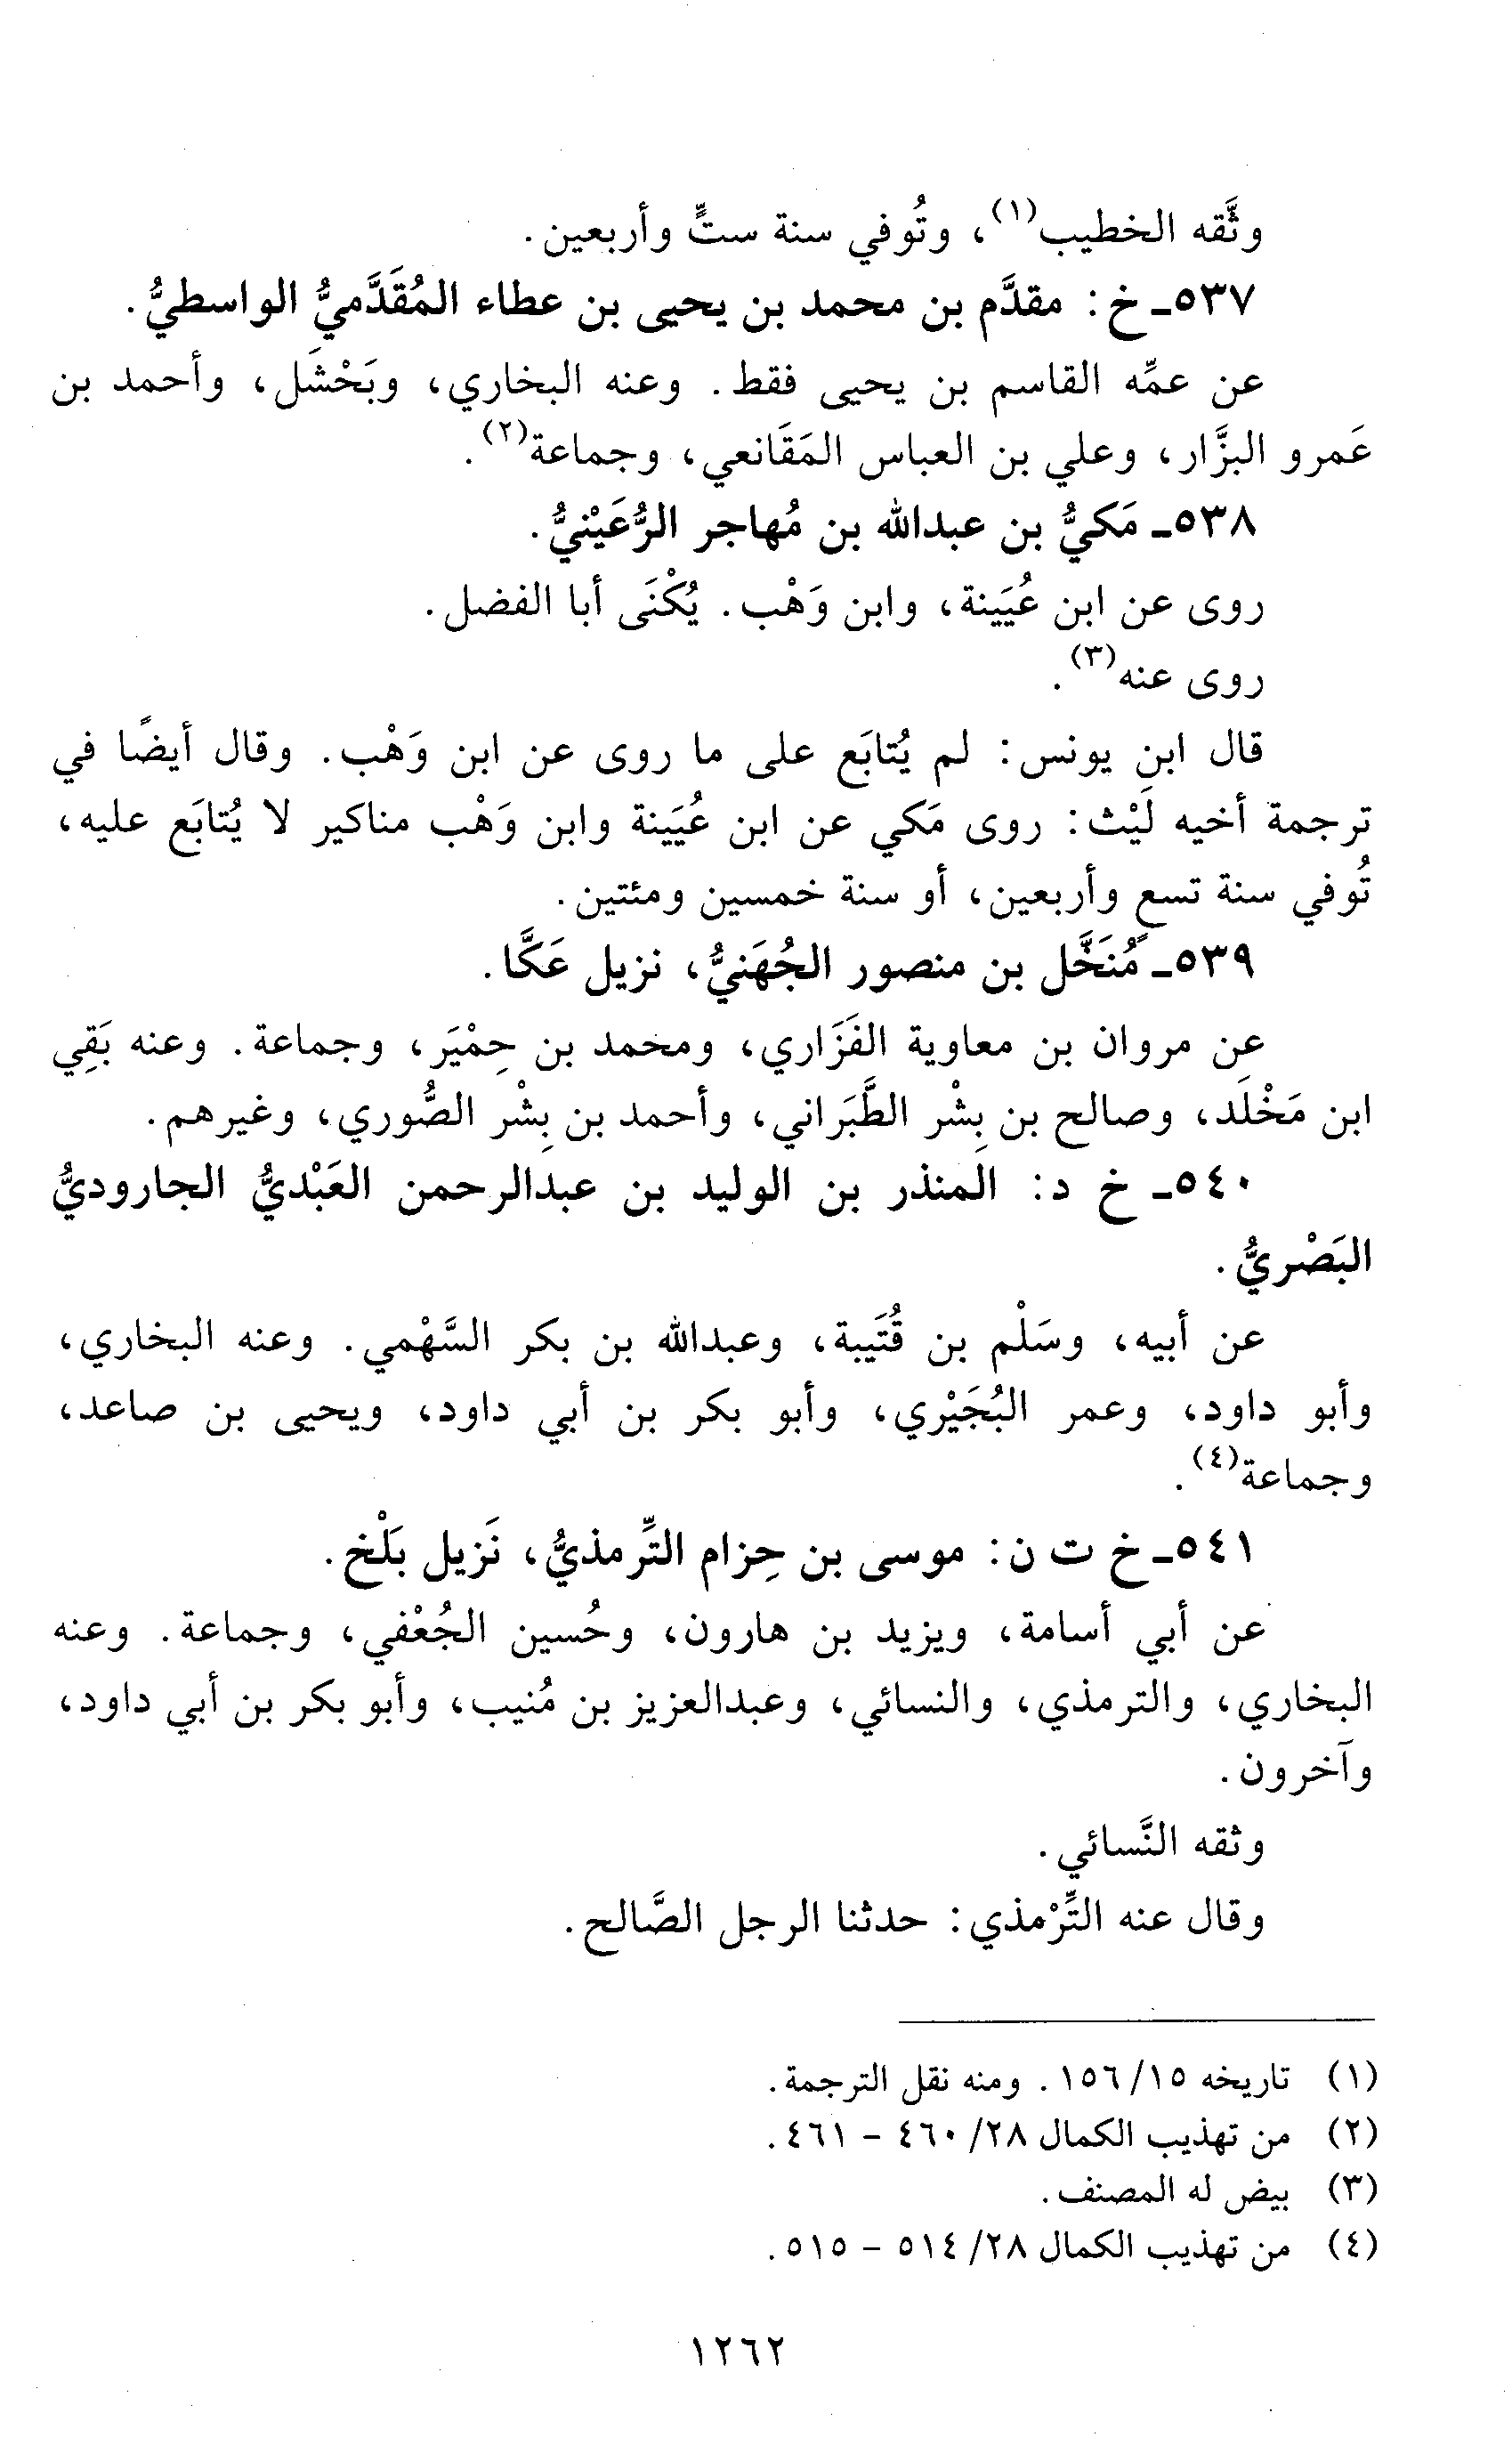 وثَّقه الخطيب(١)، وتُوفي سنة ستٍّ وأربعين.
٥٣٧ـ خ: مقدَّم بن محمد بن يحيى بن عطاء المُقَدَّميُّ الواسطيُّ.
عن عمِّه القاسم بن يحيى فقط. وعنه البخاري، وبَحْشَل، وأحمد بن
عَمرو البزَّار، وعلي بن العباس المَقَانعي، وجماعة(٢).
٥٣٨ـ مَكيُّ بن عبدالله بن مُهاجر الرُّعَيْنيُّ.
روى عن ابن عُيَينة، وابن وَهْب. يُكْنَى أبا الفضل.
روى عنه(٣).
قال ابن يونس: لم يُتابَع على ما روى عن ابن وَهْب. وقال أيضًا في
ترجمة أخيه لَيْث: روى مَكي عن ابن عُيَينة وابن وَهْب مناكير لا يُتابَع عليه،
تُوفي سنة تسع وأربعين، أو سنة خمسين ومئتين.
٥٣٩ـ مُنَخَّل بن منصور الجُهَنيُّ، نزيل عَكَّا.
عن مروان بن معاوية الفَزَاري، ومحمد بن حِمْيَر، وجماعة. وعنه بَقِي
ابن مَخْلَد، وصالح بن بِشْر الطَّبَراني، وأحمد بن بِشْر الصُّوري، وغيرهم.
٥٤٠ـ خ د: المنذر بن الوليد بن عبدالرحمن العَبْديُّ الجاروديُّ
البَصْريُّ.
عن أبيه، وسَلْم بن قُتَيبة، وعبدالله بن بكر السَّهْمي. وعنه البخاري،
وأبو داود، وعمر البُجَيْري، وأبو بكر بن أبي داود، ويحيى بن صاعد،
وجماعة(٤).
٥٤١ـ خ ت ن: موسى بن حِزام التِّرمذيُّ، نَزيل بَلْخ.
عن أبي أسامة، ويزيد بن هارون، وحُسين الجُعْفي، وجماعة. وعنه
البخاري، والترمذي، والنسائي، وعبدالعزيز بن مُنيب، وأبو بكر بن أبي داود،
وآخرون.
وثقه النَّسائي.
وقال عنه التِّرْمذي: حدثنا الرجل الصَّالح.
(١) تاريخه ١٥/ ١٥٦. ومنه نقل الترجمة.
(٢) من تهذيب الكمال ٢٨/ ٤٦٠ - ٤٦١.
(٣) بيض له المصنف.
(٤) من تهذيب الكمال ٢٨/ ٥١٤ - ٥١٥.
١٢٦٢